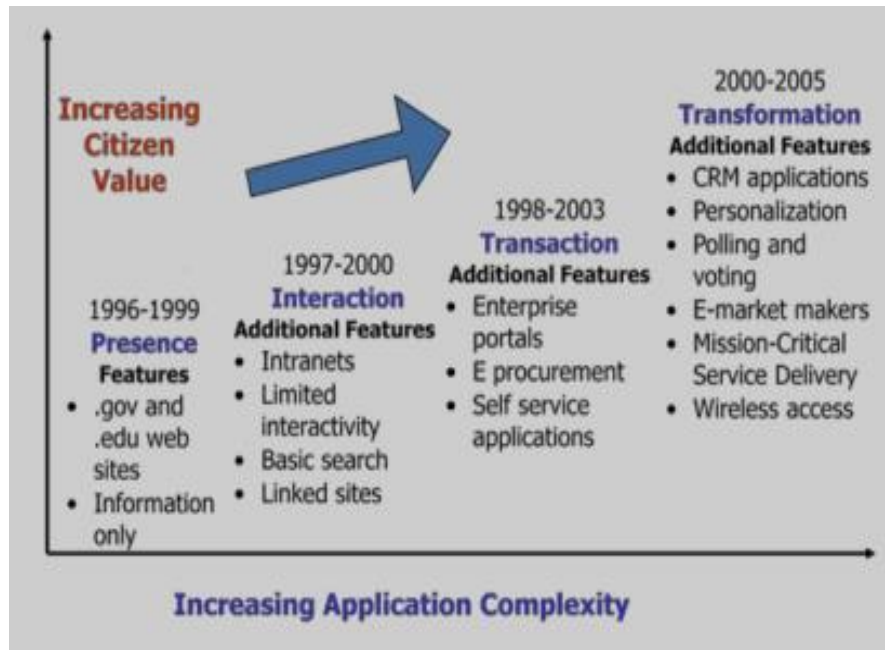 Increasing
Citizen
Value
1996-1999
Presence
Features
• .gov and
.edu web
sites
• Information
only
1997-2000
Interaction
Additional Features
• Intranets
• Limited
interactivity
• Basic search
• Linked sites
1998-2003
Transaction
Additional Features
• Enterprise
portals
• E procurement
• Self service
applications
2000-2005
Transformation
Additional Features
• CRM applications
• Personalization
• Polling and
voting
• E-market makers
• Mission-Critical
Service Delivery
• Wireless access
Increasing Application Complexity